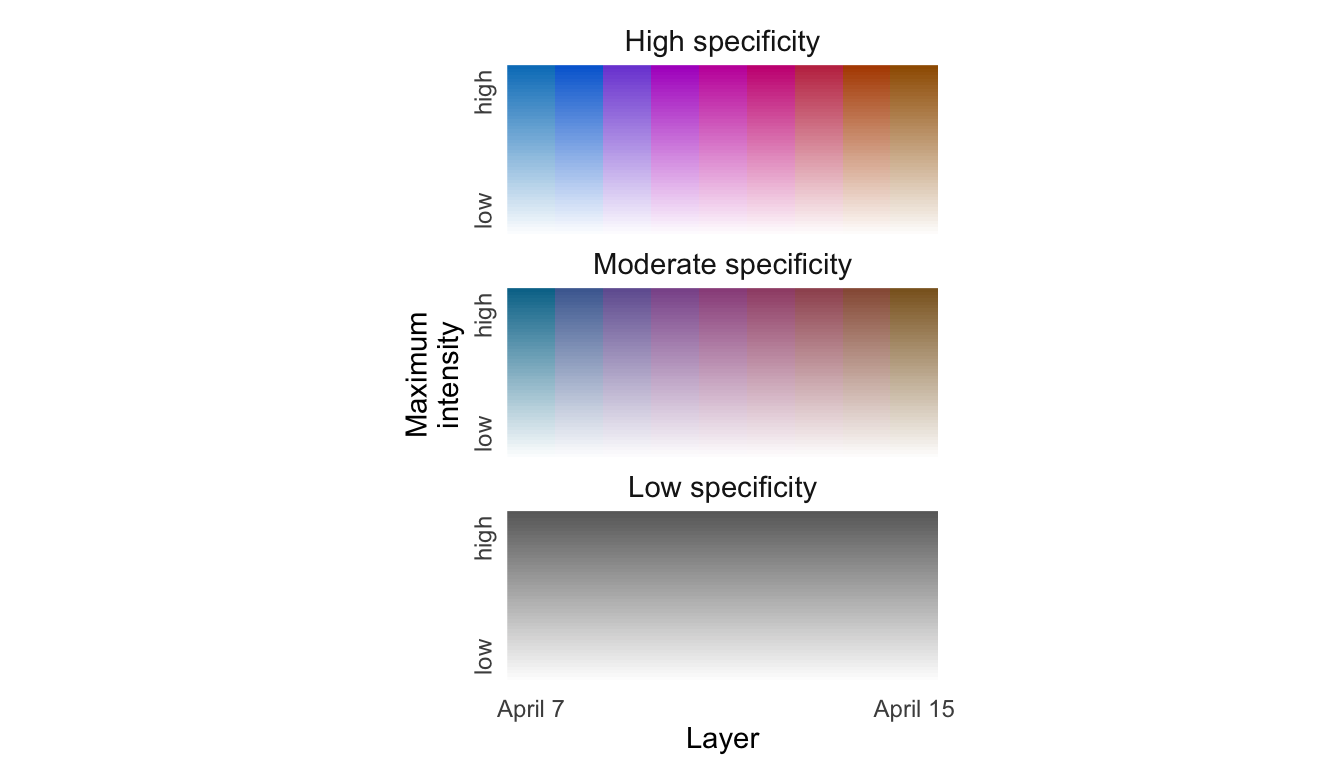 High specificity
high
low
Moderate specificity
Maximum
intensity
high
low
Low specificity
high
low
April 7
April 15
Layer